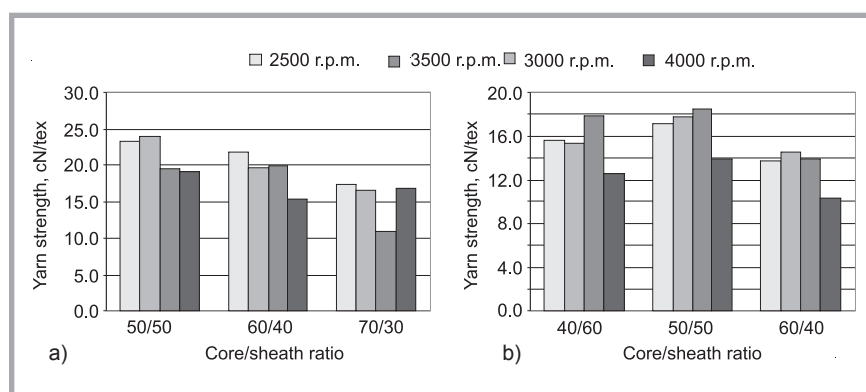 2500 r.p.m. 3500 r.p.m. 3000 r.p.m. 4000 r.p.m.
Yarn strength, cN/tex
30.0
25.0
20.0
15.0
10.0
5.0
0.0
50/50 60/40 70/30
a) Core/sheath ratio
Yarn strength, cN/tex
20.0
16.0
12.0
8.0
4.0
0.0
40/60 50/50 60/40
b) Core/sheath ratio